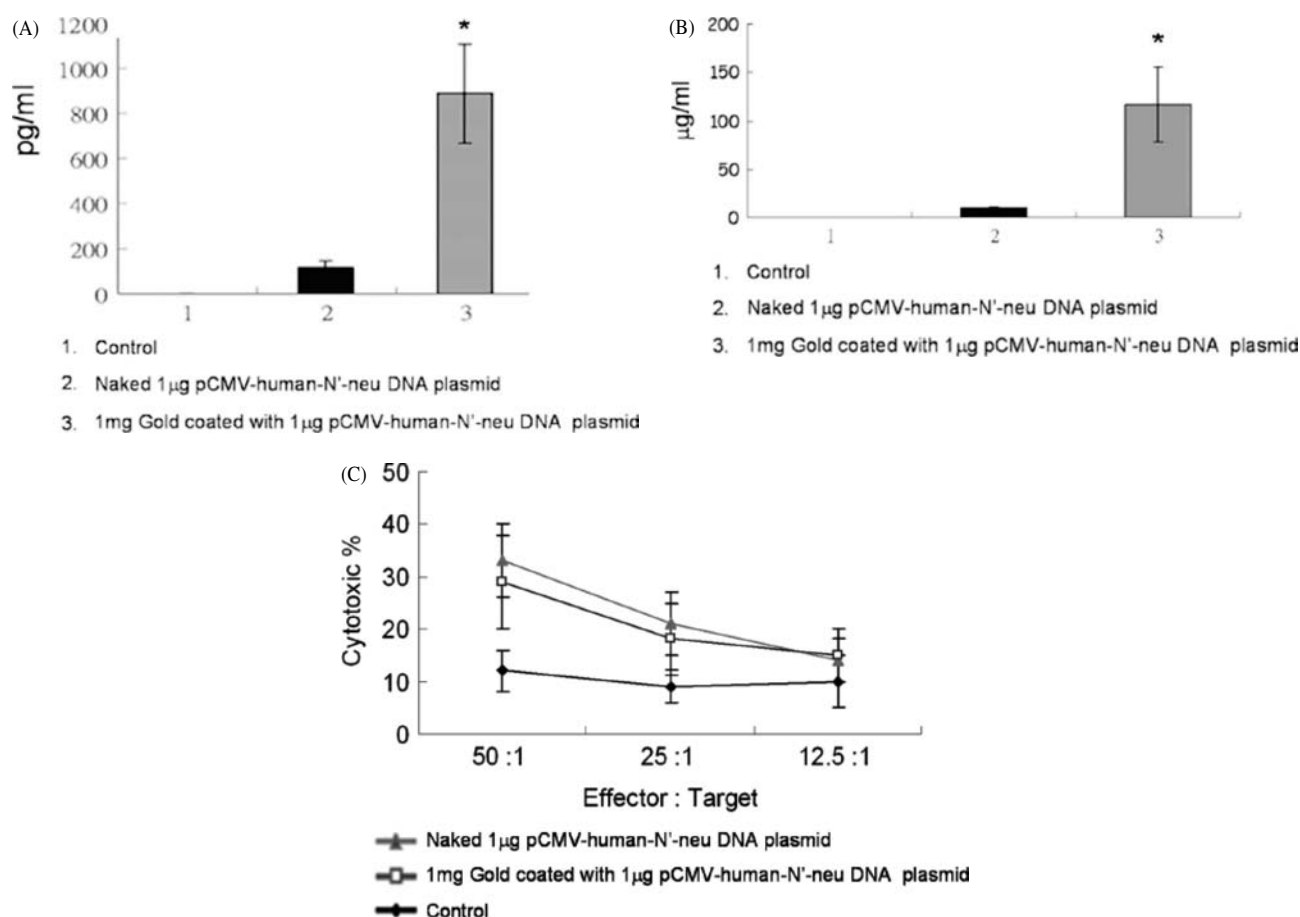 (A)
1200
1000
800
600
400
200
0
pg/ml
*
1 2 3
1. Control
2. Naked 1μg pCMV-human-N'-neu DNA plasmid
3. 1mg Gold coated with 1μg pCMV-human-N'-neu DNA plasmid
(B)
200
150
100
50
0
μg/ml
*
1 2 3
1. Control
2. Naked 1μg pCMV-human-N'-neu DNA plasmid
3. 1mg Gold coated with 1μg pCMV-human-N'-neu DNA plasmid
(C)
50
40
30
20
10
0
Cytotoxic %
50 :1 25 :1 12.5 :1
Effector : Target
Naked 1μg pCMV-human-N'-neu DNA plasmid
1mg Gold coated with 1μg pCMV-human-N'-neu DNA plasmid
Control